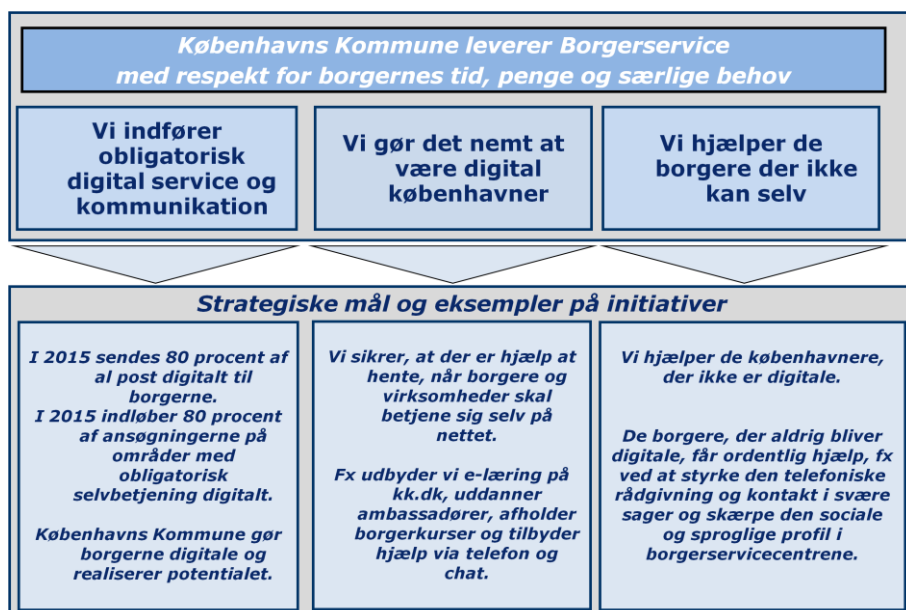 Københavns Kommune leverer Borgerservice
med respekt for borgernes tid, penge og særlige behov
Vi indfører
obligatorisk
digital service og
kommunikation
Vi gør det nemt at
være digital
københavner
Vi hjælper de
borgere der ikke
kan selv
Strategiske mål og eksempler på initiativer
I 2015 sendes 80 procent af
al post digitalt til
borgerne.
I 2015 indløber 80 procent
af ansøgningerne på
områder med
obligatorisk
selvbetjening digitalt.
Københavns Kommune gør
borgerne digitale og
realiserer potentialet.
Vi sikrer, at der er hjælp at
hente, når borgere og
virksomheder skal
betjene sig selv på
nettet.
Fx udbyder vi e-læring på
kk.dk, uddanner
ambassadører, afholder
borgerkurser og tilbyder
hjælp via telefon og
chat.
Vi hjælper de københavnere,
der ikke er digitale.
De borgere, der aldrig bliver
digitale, får ordentlig hjælp, fx
ved at styrke den telefoniske
rådgivning og kontakt i svære
sager og skærpe den sociale
og sproglige profil i
borgerservicecentrene.